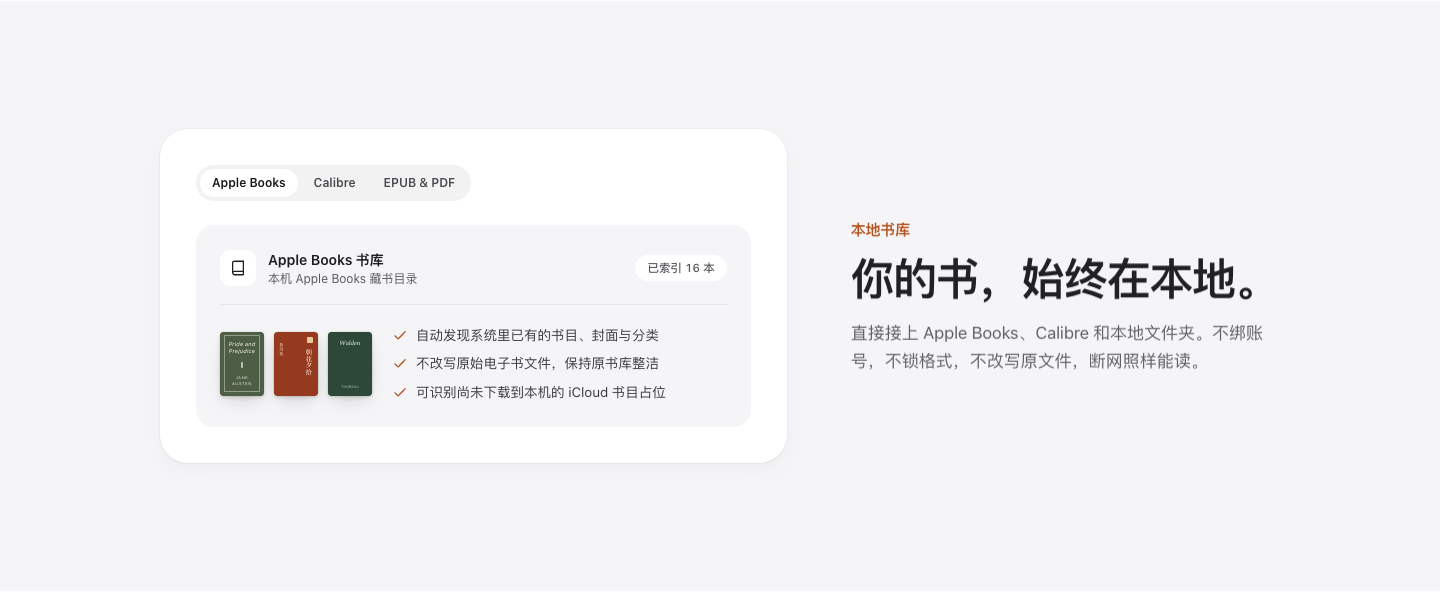 Apple Books
Calibre
EPUB & PDF
Apple Books 书库
本机 Apple Books 藏书目录
已索引 16 本
Pride and
Prejudice
JANE
AUSTEN
朝花夕拾
Walden
THOREAU
自动发现系统里已有的书目、封面与分类
不改写原始电子书文件，保持原书库整洁
可识别尚未下载到本机的 iCloud 书目占位
本地书库
你的书，始终在本地。
直接接上 Apple Books、Calibre 和本地文件夹。不绑账
号，不锁格式，不改写原文件，断网照样能读。